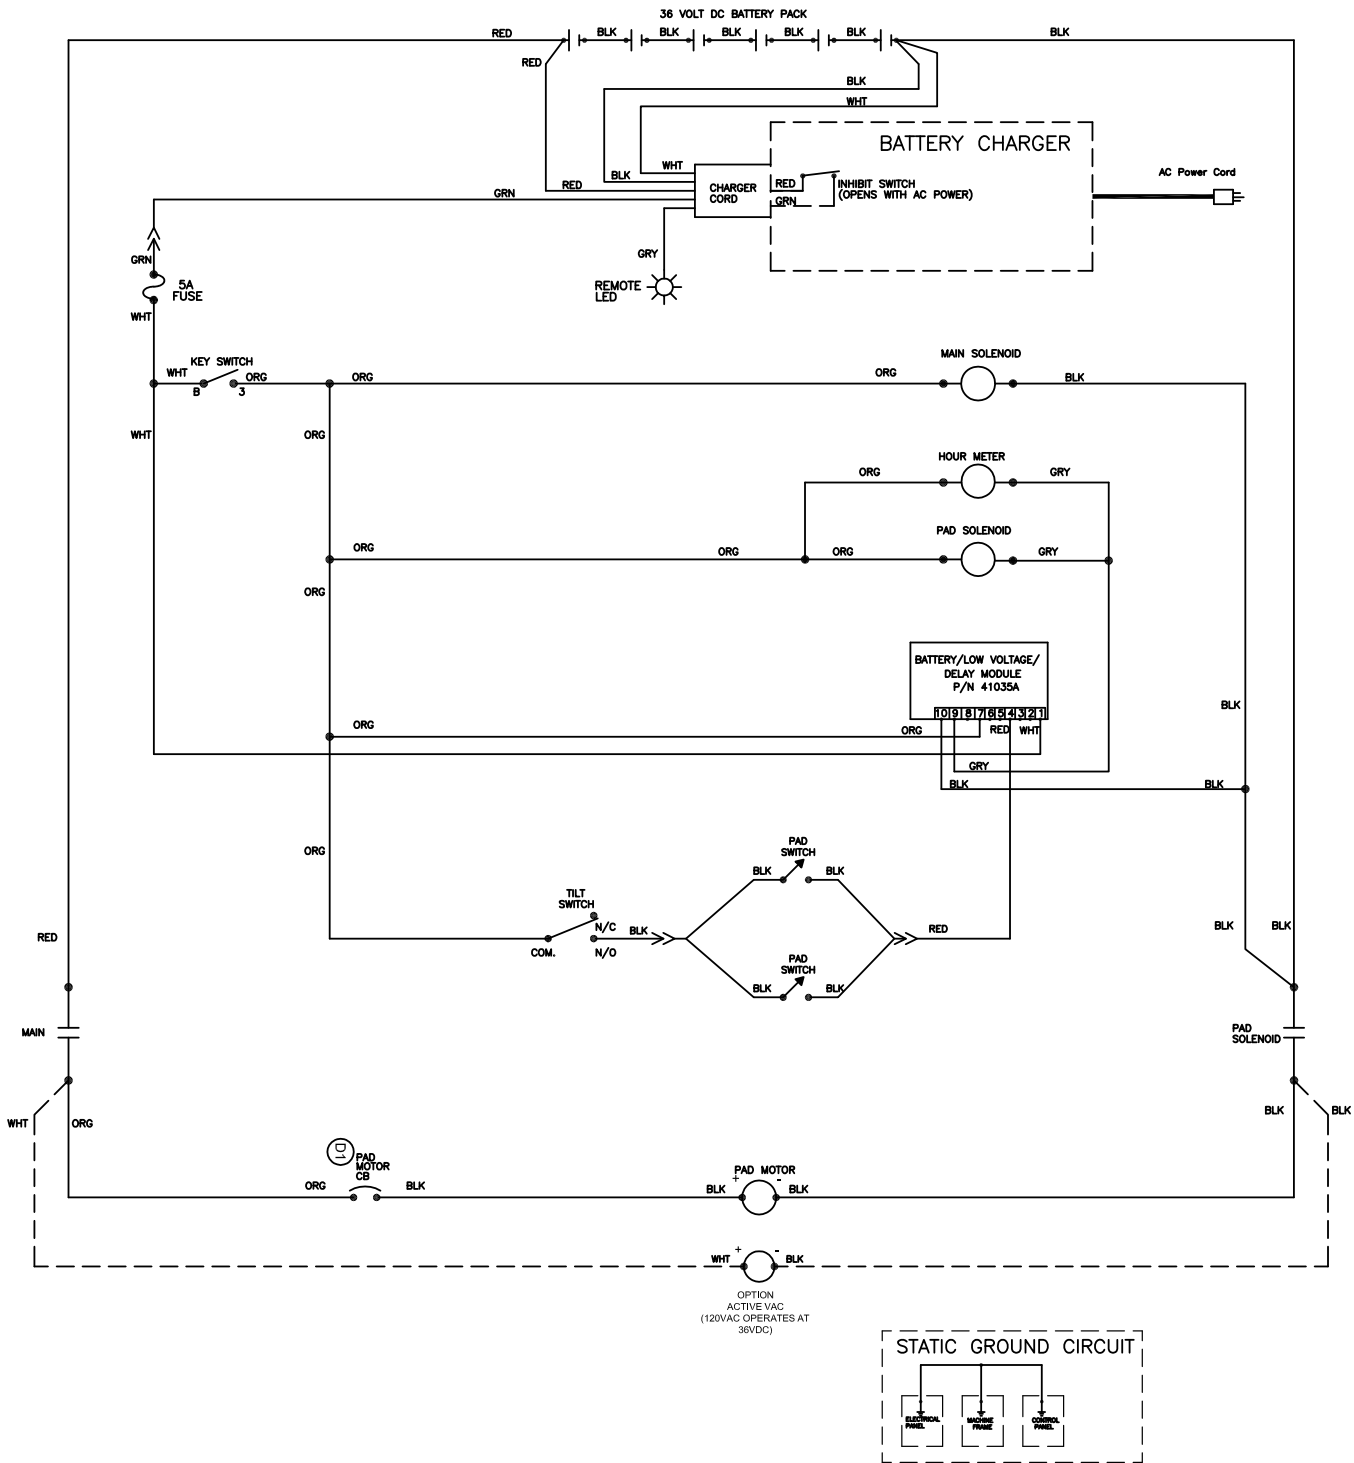 36 VOLT DC BATTERY PACK
RED
BLK
BLK
BLK
BLK
BLK
BLK
RED
BLK
WHT
BATTERY CHARGER
WHT
BLK
RED
GRN
CHARGER
CORD
RED
GRN
INHIBIT SWITCH
(OPENS WITH AC POWER)
AC Power Cord
GRY
REMOTE
LED
GRN
5A
FUSE
WHT
KEY SWITCH
WHT
ORG
B
3
ORG
ORG
MAIN SOLENOID
BLK
WHT
ORG
HOUR METER
ORG
GRY
PAD SOLENOID
ORG
ORG
ORG
GRY
ORG
BATTERY/LOW VOLTAGE/
DELAY MODULE
P/N 41035A
10 9 8 7 6 5 4 3 2 1
BLK
ORG
ORG
RED
WHT
GRY
BLK
BLK
ORG
PAD
SWITCH
BLK
BLK
TILT
SWITCH
N/C
BLK
COM.
N/O
RED
PAD
SWITCH
BLK
BLK
RED
BLK
BLK
MAIN
PAD
SOLENOID
WHT
ORG
BLK
BLK
D1
PAD
MOTOR
CB
ORG
BLK
PAD MOTOR
+
-
BLK
BLK
+
-
WHT
BLK
OPTION
ACTIVE VAC
(120VAC OPERATES AT
36VDC)
STATIC GROUND CIRCUIT
ELECTRICAL
PANEL
MACHINE
FRAME
CONTROL
PANEL